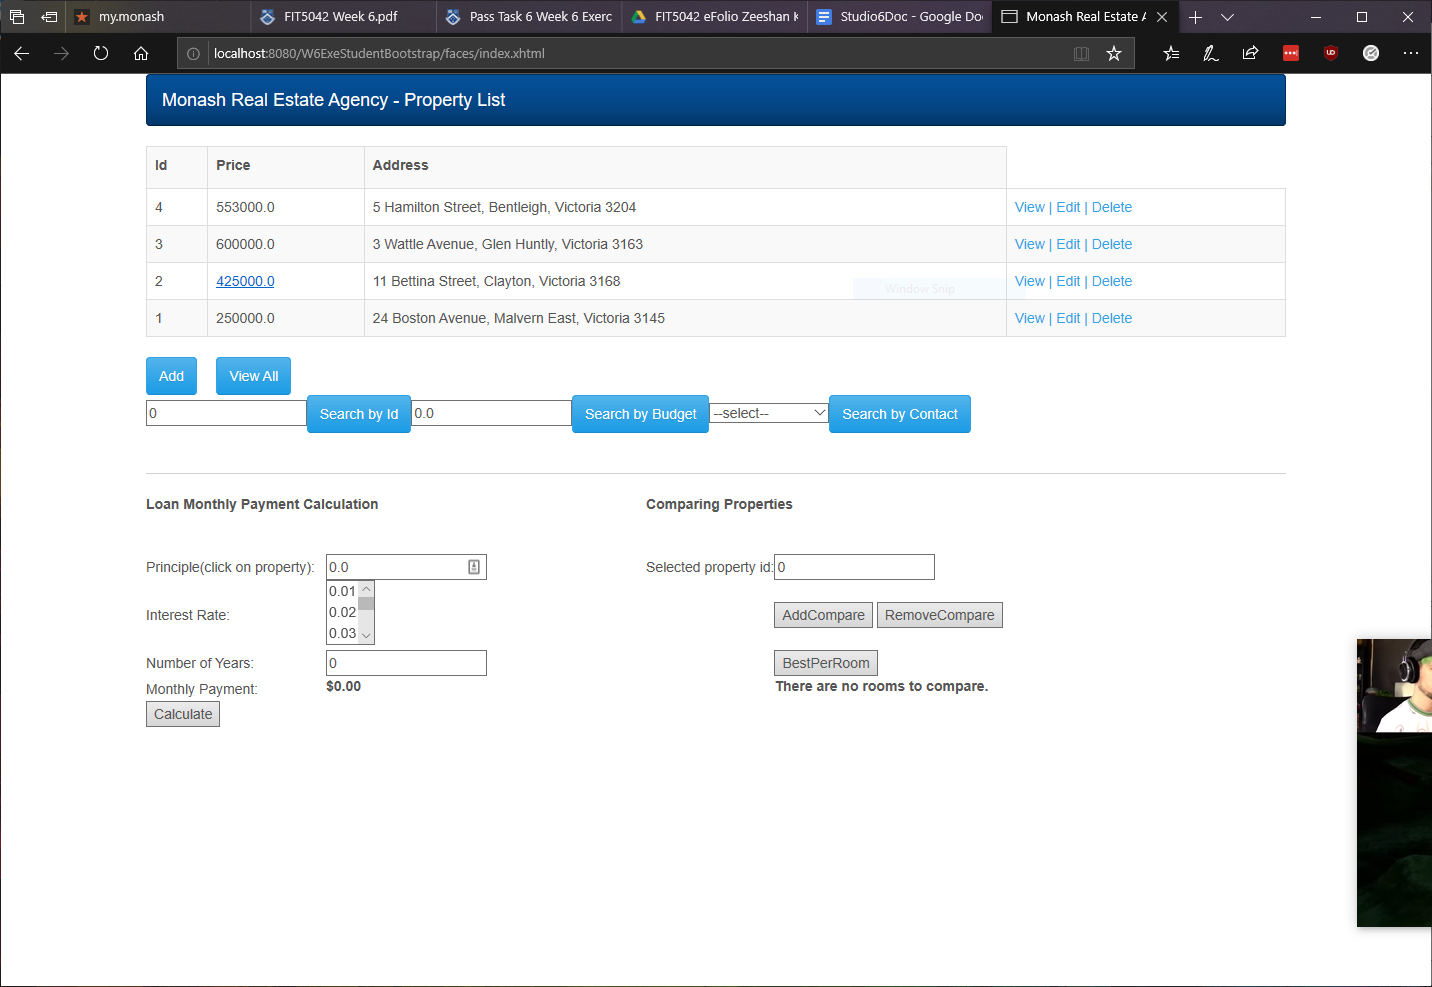 my.monash
FIT5042 Week 6.pdf
Pass Task 6 Week 6 Exerc
FIT5042 eFolio Zeeshan K
Studio6Doc - Google Do
Monash Real Estate A
localhost:8080/W6ExeStudentBootstrap/faces/index.xhtml
Monash Real Estate Agency - Property List
Id Price Address
4 553000.0 5 Hamilton Street, Bentleigh, Victoria 3204 View | Edit | Delete
3 600000.0 3 Wattle Avenue, Glen Huntly, Victoria 3163 View | Edit | Delete
2 425000.0 11 Bettina Street, Clayton, Victoria 3168 View | Edit | Delete
Window Snip
1 250000.0 24 Boston Avenue, Malvern East, Victoria 3145 View | Edit | Delete
Add View All
0 Search by Id 0.0 Search by Budget --select-- Search by Contact
Loan Monthly Payment Calculation
Principle(click on property): 0.0
Interest Rate: 0.01
0.02
0.03
Number of Years: 0
Monthly Payment: $0.00
Calculate
Comparing Properties
Selected property id: 0
AddCompare RemoveCompare
BestPerRoom
There are no rooms to compare.